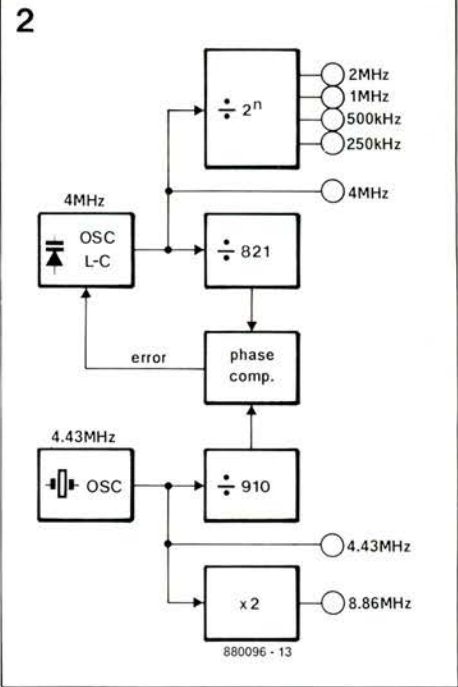 2
÷ 2ⁿ
2MHz
1MHz
500kHz
250kHz
4MHz
4MHz
OSC
L-C
÷ 821
error
phase
comp.
4.43MHz
OSC
÷ 910
4.43MHz
x2
8.86MHz
880096 - 13